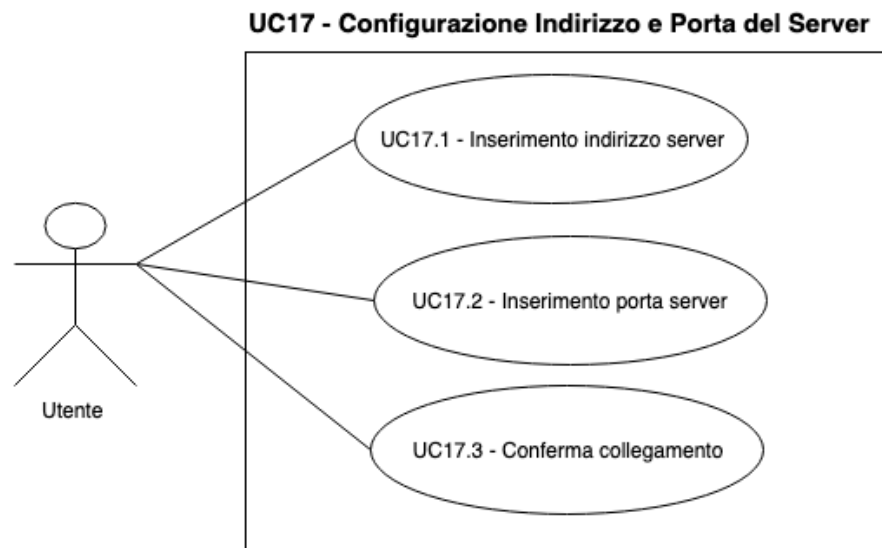 UC17 - Configurazione Indirizzo e Porta del Server
UC17.1 - Inserimento indirizzo server
UC17.2 - Inserimento porta server
Utente
UC17.3 - Conferma collegamento